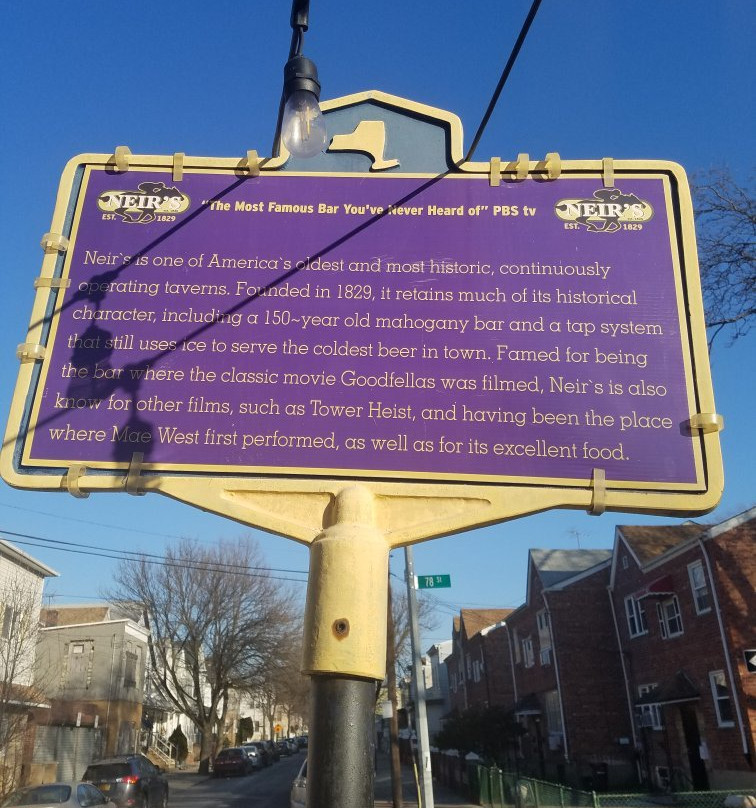 NEIR'S
EST. 1829
"The Most Famous Bar You've Never Heard of" PBS tv
NEIR'S
EST. 1829
Neir`s is one of America`s oldest and most historic, continuously
operating taverns. Founded in 1829, it retains much of its historical
character, including a 150~year old mahogany bar and a tap system
that still uses ice to serve the coldest beer in town. Famed for being
the bar where the classic movie Goodfellas was filmed, Neir`s is also
know for other films, such as Tower Heist, and having been the place
where Mae West first performed, as well as for its excellent food.
78 St